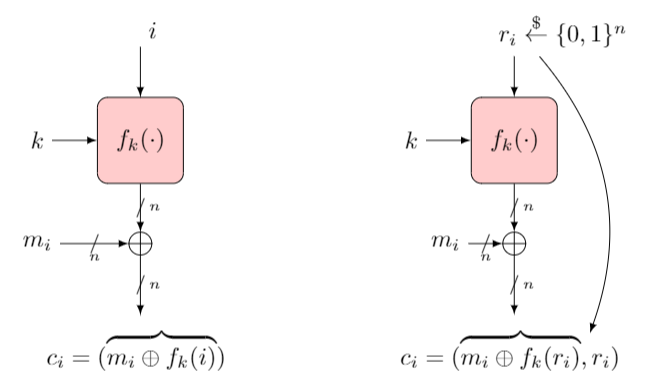 i
r_i $← {0, 1}^n
k
f_k(·)
k
f_k(·)
n
n
m_i
n
m_i
n
n
n
c_i = (m_i ⊕ f_k(i))
c_i = (m_i ⊕ f_k(r_i), r_i)